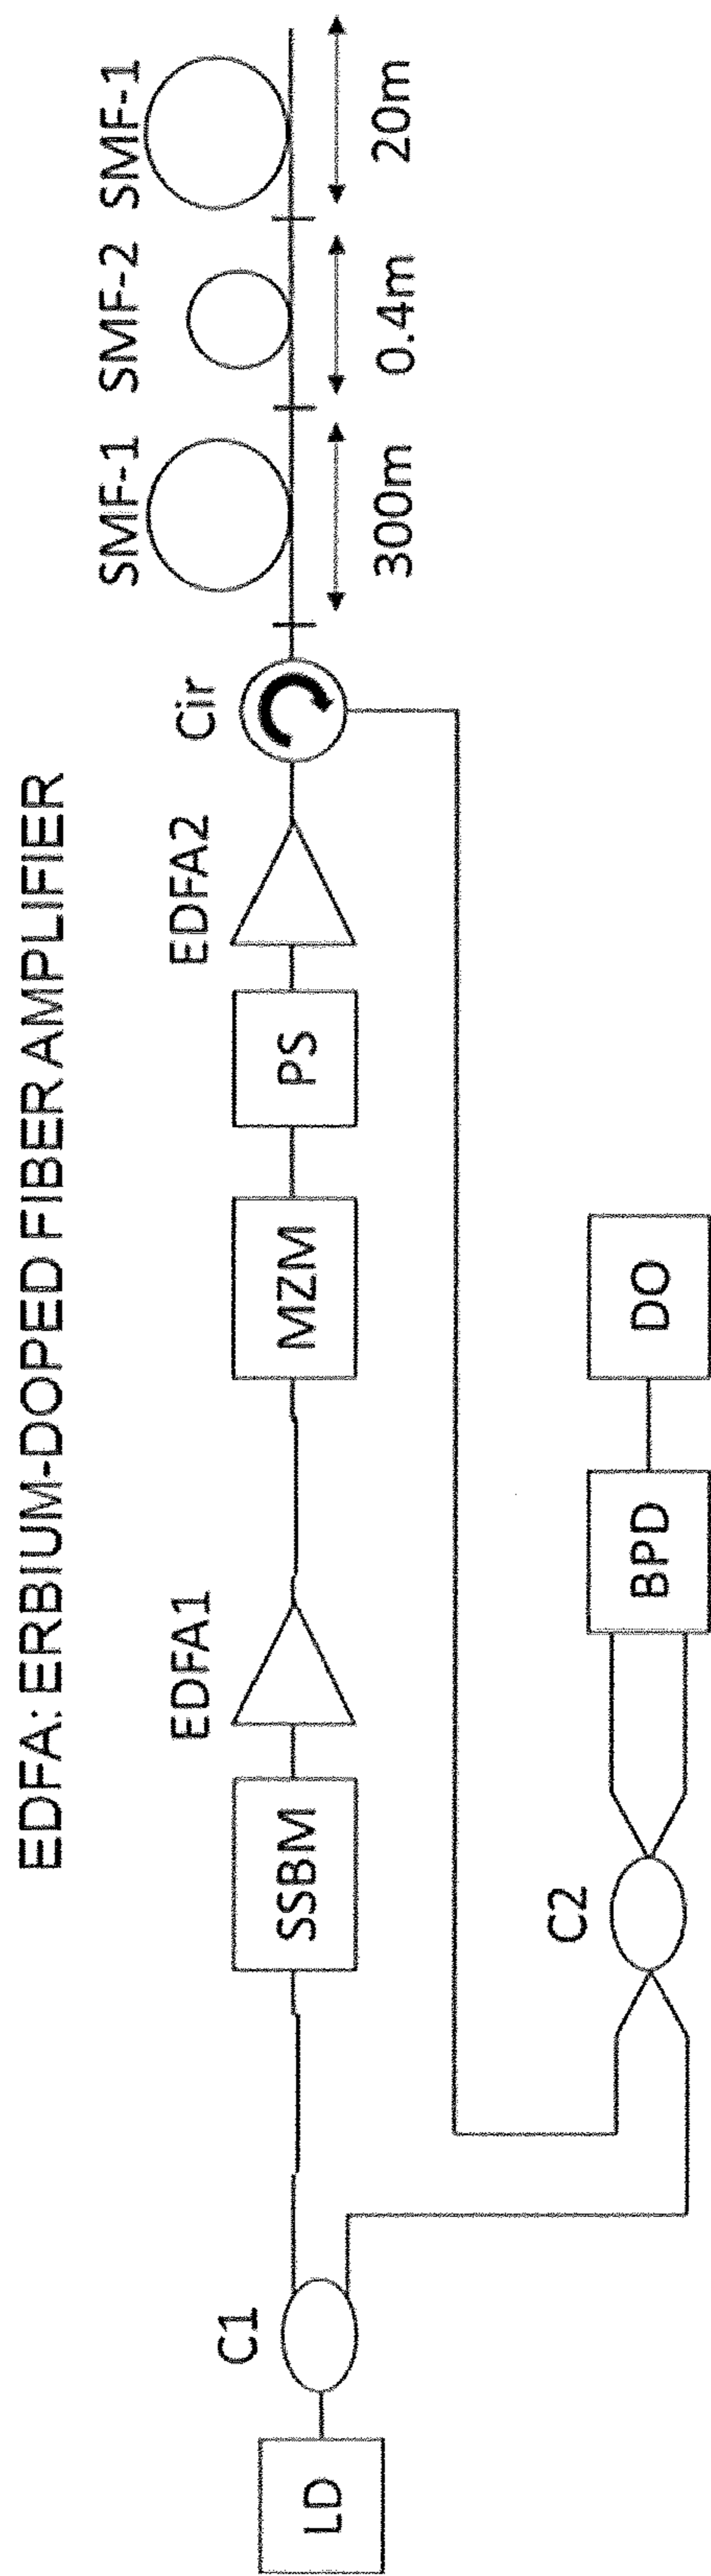 EDFA: ERBIUM-DOPED FIBER AMPLIFIER
LD
C1
SSBM
EDFA1
MZM
PS
EDFA2
Cir
SMF-1
SMF-2
SMF-1
300m
0.4m
20m
C2
BPD
DO